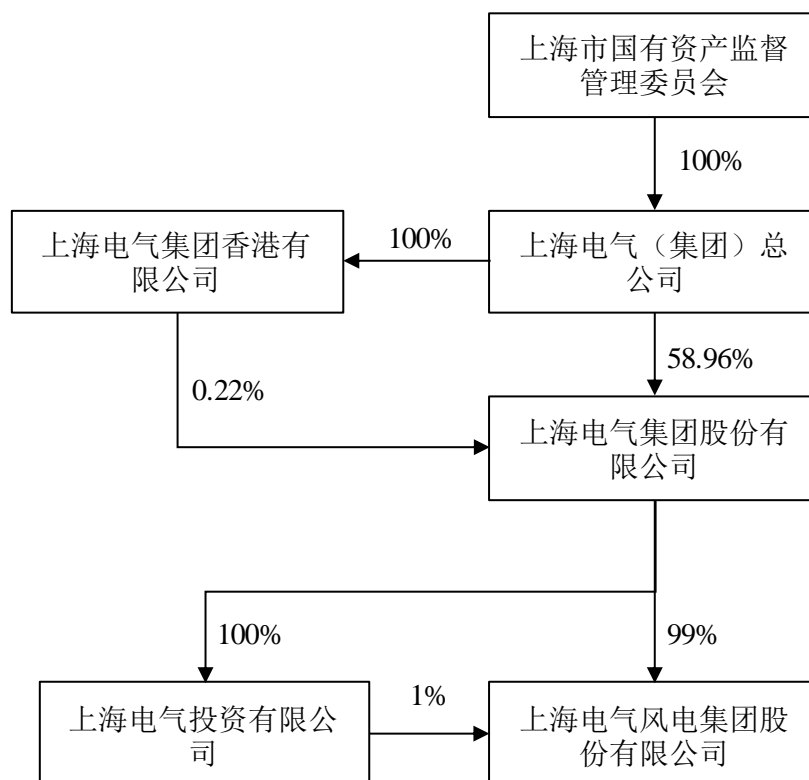 上海市国有资产监督
管理委员会
100%
上海电气集团香港有
限公司
100%
上海电气（集团）总
公司
0.22%
58.96%
上海电气集团股份有
限公司
100%
99%
上海电气投资有限公
司
1%
上海电气风电集团股
份有限公司